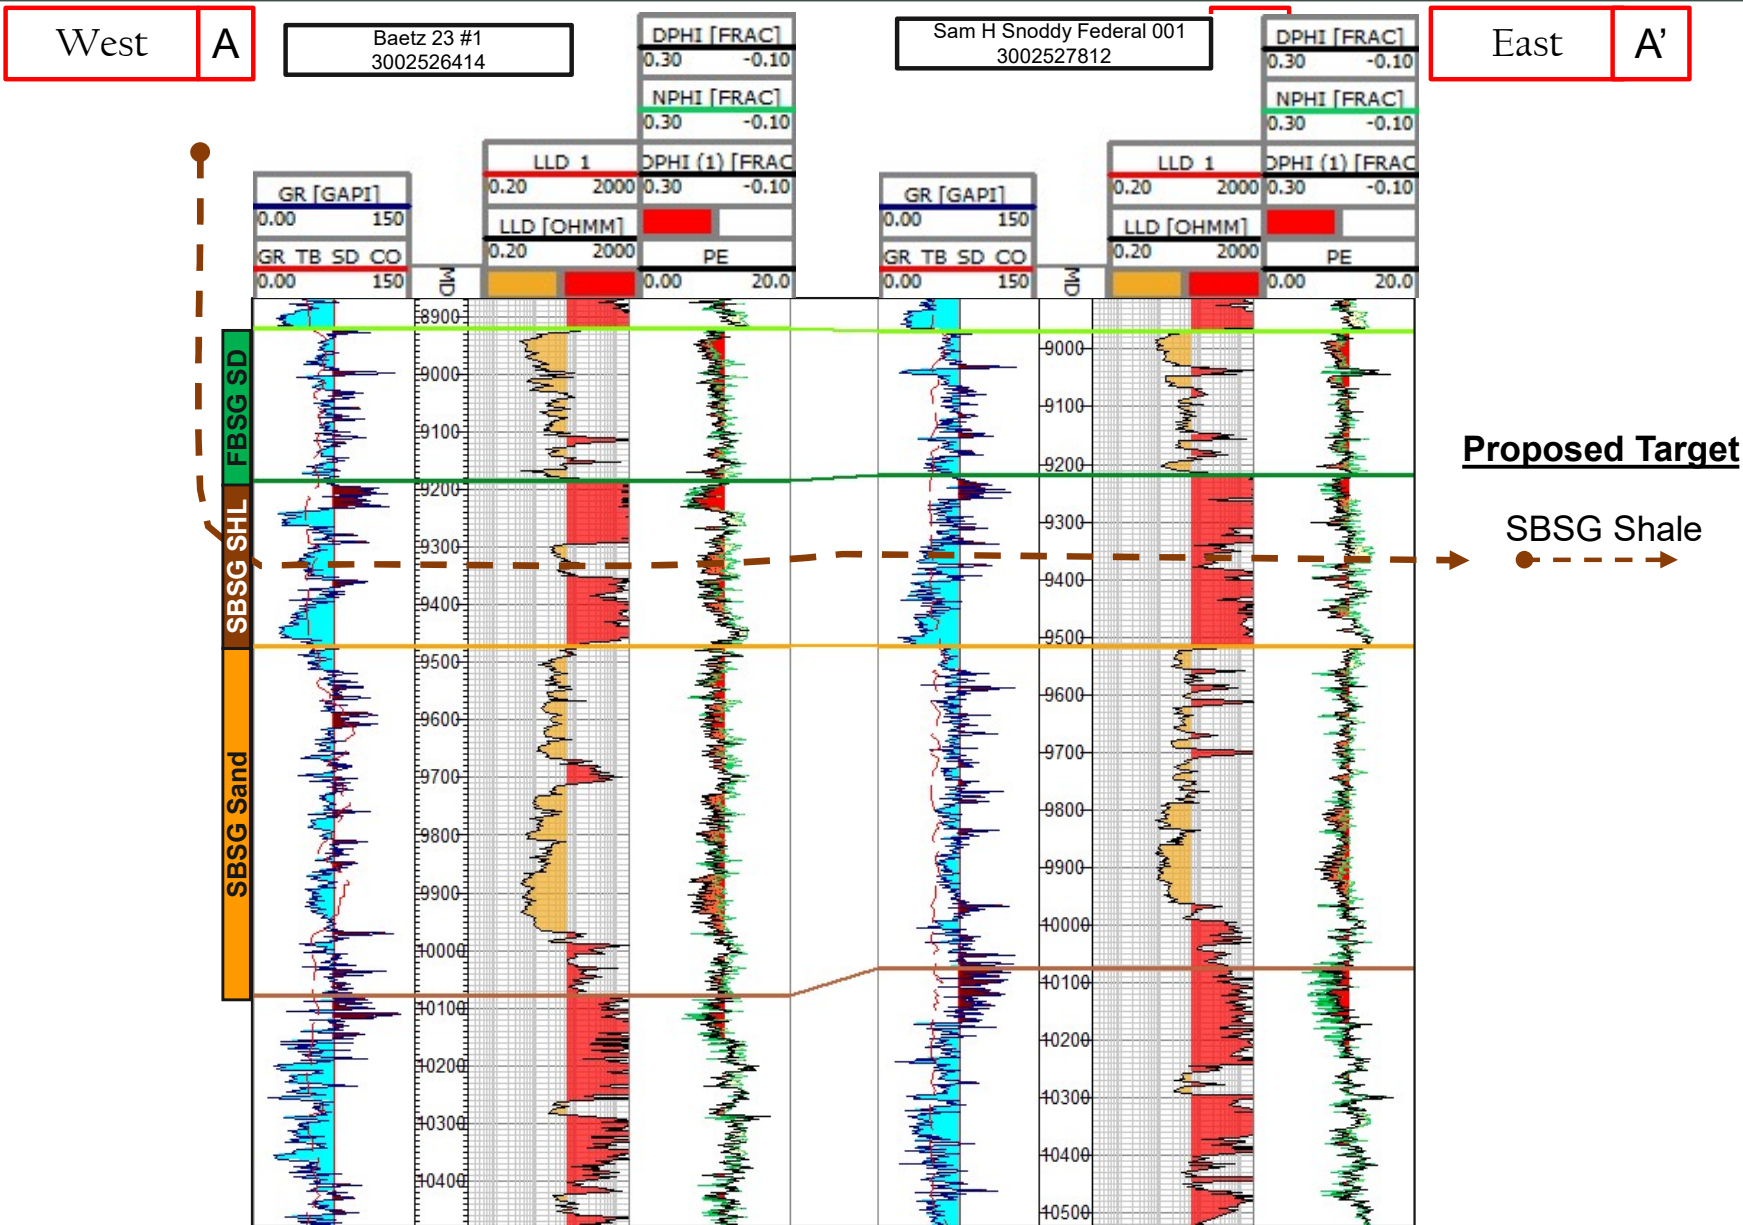 West A
Baetz 23 #1
3002526414
DPHI [FRAC]
0.30 -0.10
NPHI [FRAC]
0.30 -0.10
DPHI (1) [FRAC
0.30 -0.10
PE
0.00 20.0
LLD 1
0.20 2000
LLD [OHMM]
0.20 2000
GR [GAPI]
0.00 150
GR TB SD CO
0.00 150
MD
Sam H Snoddy Federal 001
3002527812
DPHI [FRAC]
0.30 -0.10
NPHI [FRAC]
0.30 -0.10
DPHI (1) [FRAC
0.30 -0.10
PE
0.00 20.0
LLD 1
0.20 2000
LLD [OHMM]
0.20 2000
GR [GAPI]
0.00 150
GR TB SD CO
0.00 150
MD
East A’
FBSG SD
SBSG SHL
SBSG Sand
8900
9000
9100
9200
9300
9400
9500
9600
9700
9800
9900
10000
10100
10200
10300
10400
9000
9100
9200
9300
9400
9500
9600
9700
9800
9900
10000
10100
10200
10300
10400
10500
Proposed Target
SBSG Shale